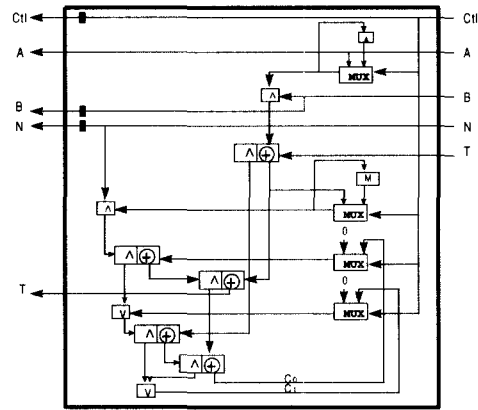 Ctl Ctl
A A
A
MUX
B B
^
N N
T
^ +
M
^
MUX
0
^ +
MUX
^ +
0
T
v
MUX
^ +
^ +
C0
C1
v